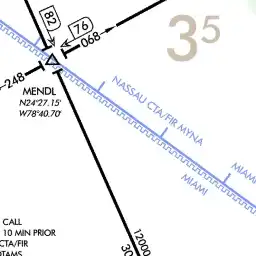 82
76
068
3⁵
248
MENDL
N24°27.15'
W78°40.70'
NASSAU CTA/FIR MYNA
MIAMI
MIAMI
CALL
10 MIN PRIOR
CTA/FIR
12000